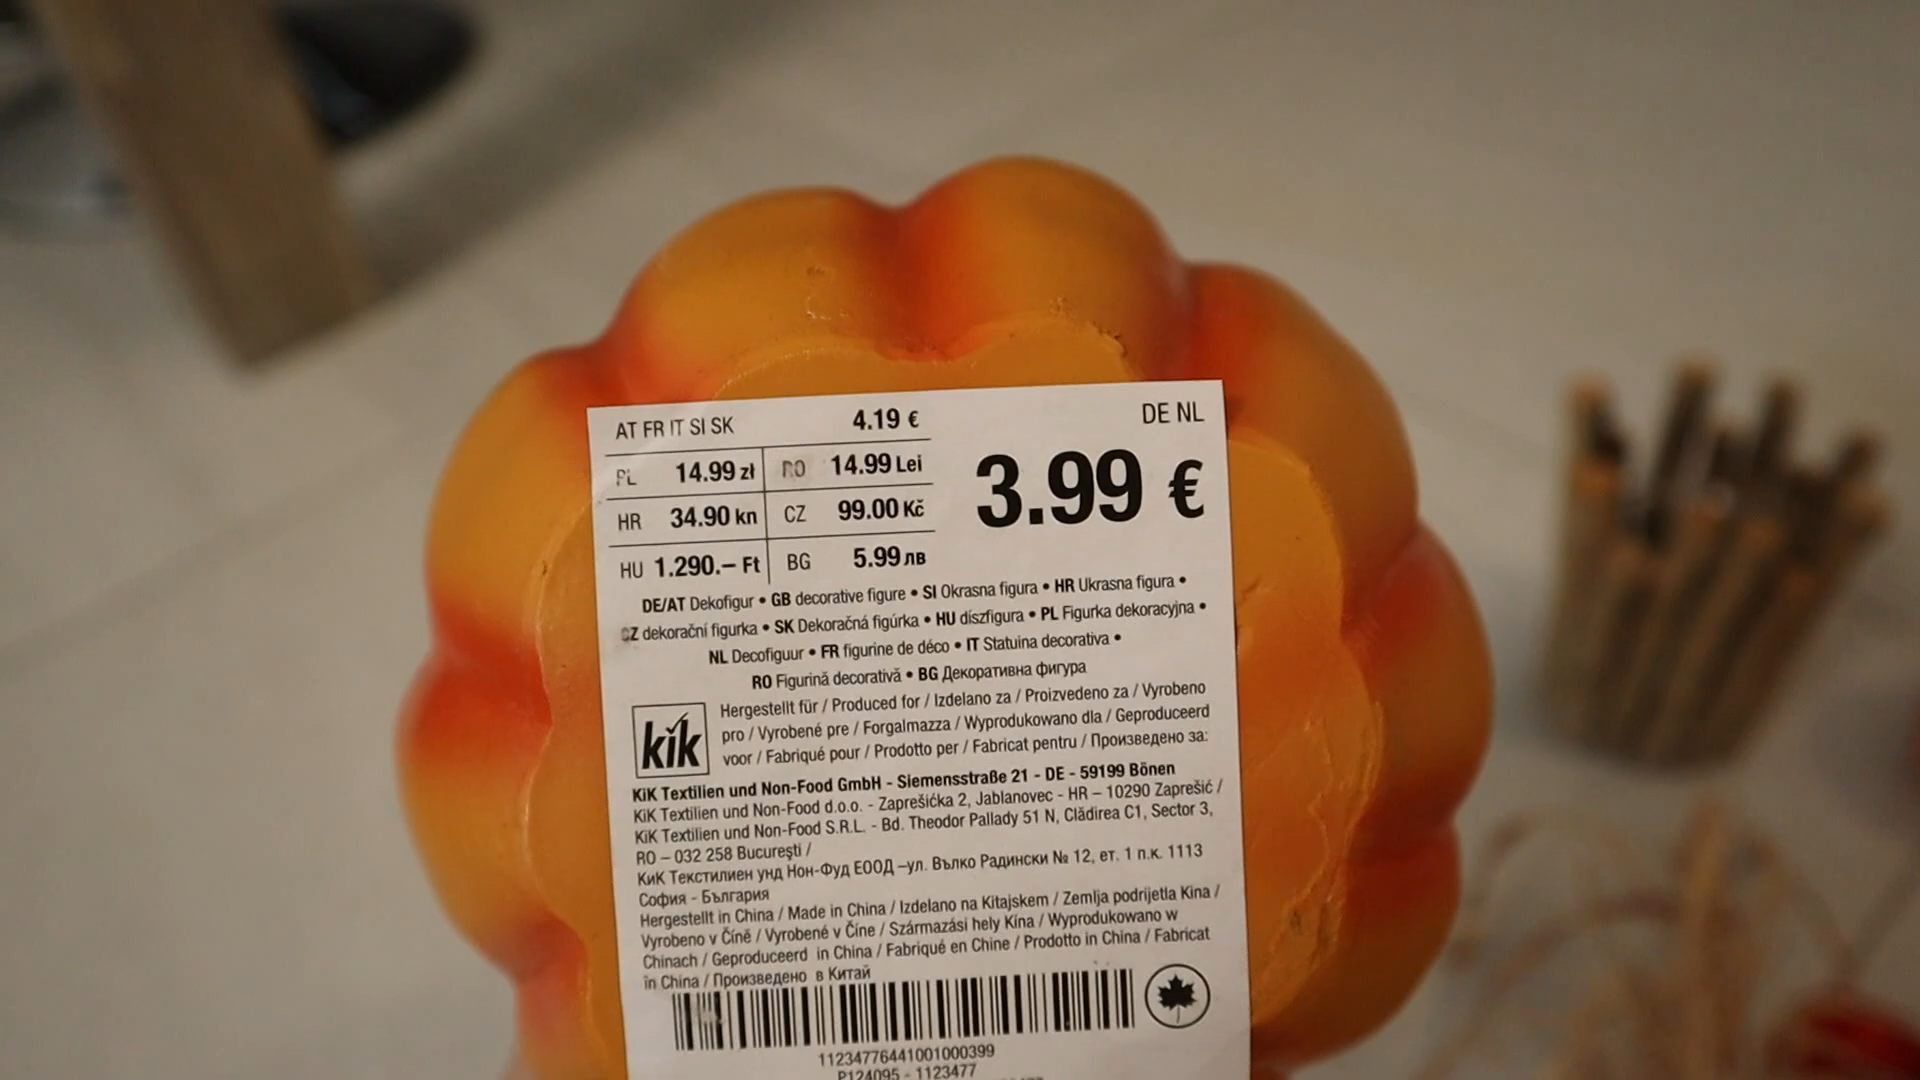 AT FR IT SI SK 4.19 €
DE NL
PL 14.99 zł RO 14.99 Lei
3.99 €
HR 34.90 kn CZ 99.00 Kč
HU 1.290.– Ft BG 5.99 лв
DE/AT Dekofigur • GB decorative figure • SI Okrasna figura • HR Ukrasna figura •
CZ dekorační figurka • SK Dekoračná figúrka • HU díszfigura • PL Figurka dekoracyjna •
NL Decofiguur • FR figurine de déco • IT Statuina decorativa •
RO Figurină decorativă • BG Декоративна фигура
kik
Hergestellt für / Produced for / Izdelano za / Proizvedeno za / Vyrobeno
pro / Vyrobené pre / Forgalmazza / Wyprodukowano dla / Geproduceerd
voor / Fabriqué pour / Prodotto per / Fabricat pentru / Произведено за:
KiK Textilien und Non-Food GmbH - Siemensstraße 21 - DE - 59199 Bönen
KiK Textilien und Non-Food d.o.o. - Zaprešićka 2, Jablanovec - HR – 10290 Zaprešić /
KiK Textilien und Non-Food S.R.L. - Bd. Theodor Pallady 51 N, Clădirea C1, Sector 3,
RO – 032 258 Bucureşti /
КиК Текстилиен унд Нон-Фуд ЕООД –ул. Вълко Радински № 12, ет. 1 п.к. 1113
София - България
Hergestellt in China / Made in China / Izdelano na Kitajskem / Zemlja podrijetla Kina /
Vyrobeno v Číně / Vyrobené v Číne / Származási hely Kína / Wyprodukowano w
Chinach / Geproduceerd in China / Fabriqué en Chine / Prodotto in China / Fabricat
în China / Произведено в Китай
11234776441001000399
P124095 - 1123477